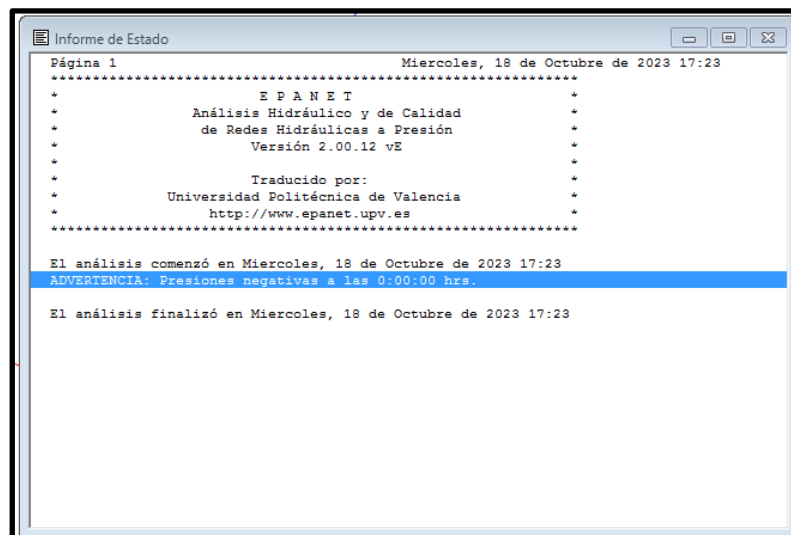 Informe de Estado
Página 1 Miercoles, 18 de Octubre de 2023 17:23
**************************************************************
* E P A N E T *
* Análisis Hidráulico y de Calidad *
* de Redes Hidráulicas a Presión *
* Versión 2.00.12 vE *
* *
* Traducido por: *
* Universidad Politécnica de Valencia *
* http://www.epanet.upv.es *
**************************************************************
El análisis comenzó en Miercoles, 18 de Octubre de 2023 17:23
ADVERTENCIA: Presiones negativas a las 0:00:00 hrs.
El análisis finalizó en Miercoles, 18 de Octubre de 2023 17:23